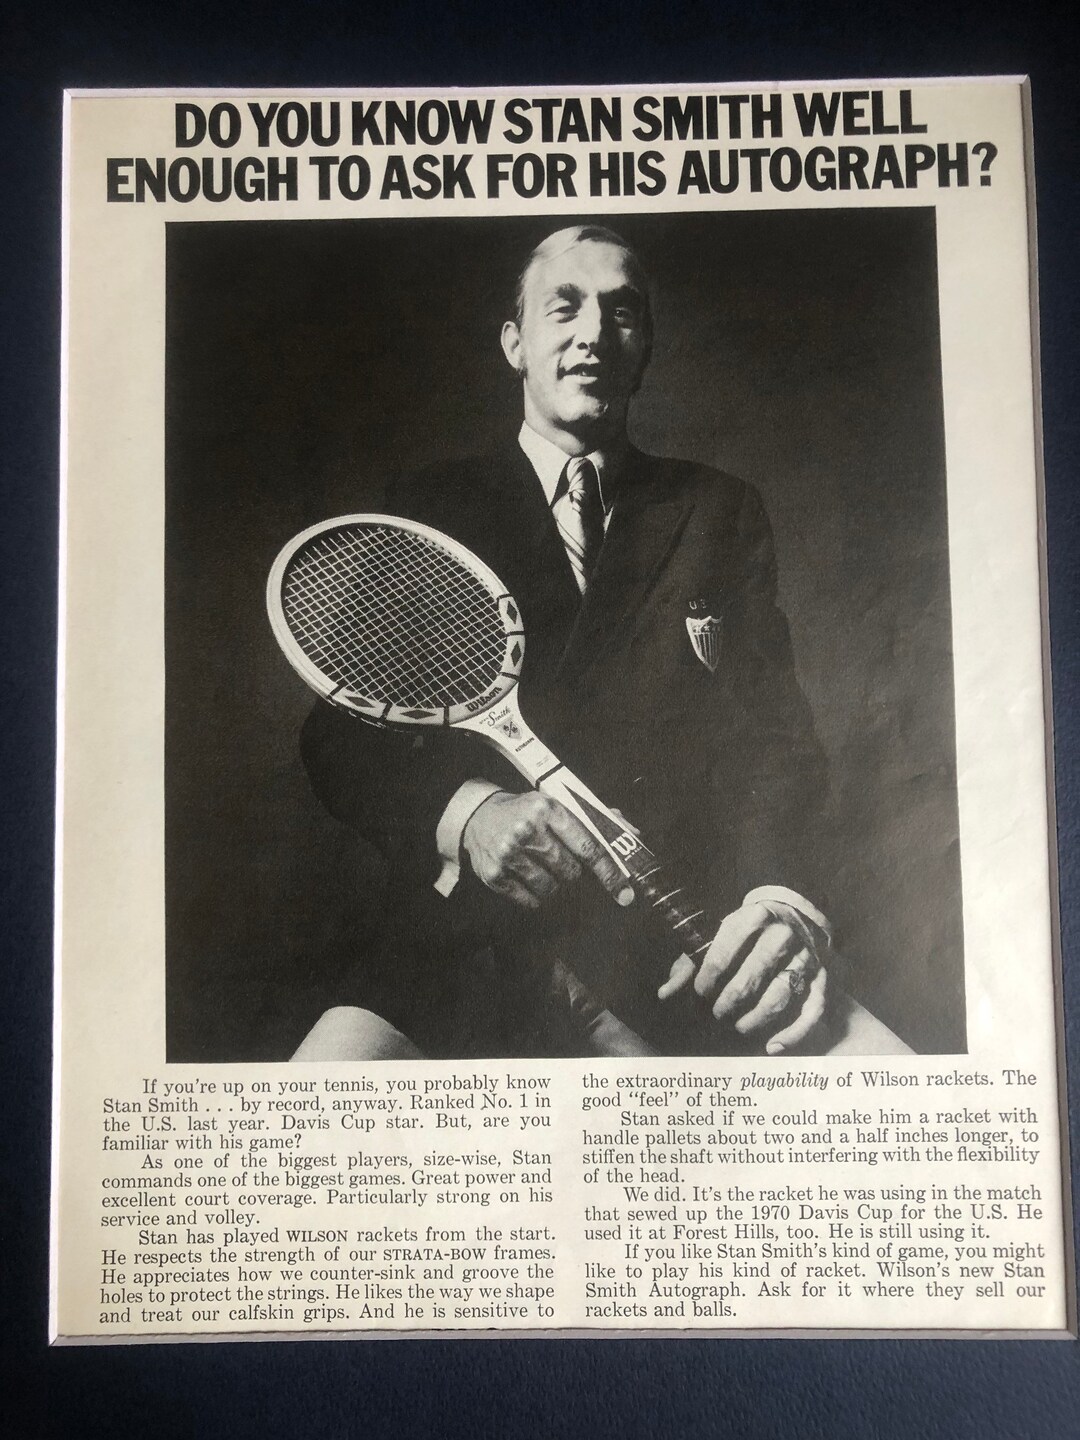 DO YOU KNOW STAN SMITH WELL
ENOUGH TO ASK FOR HIS AUTOGRAPH?
U S
Wilson
Smith
W
If you're up on your tennis, you probably know
Stan Smith . . . by record, anyway. Ranked No. 1 in
the U.S. last year. Davis Cup star. But, are you
familiar with his game?
As one of the biggest players, size-wise, Stan
commands one of the biggest games. Great power and
excellent court coverage. Particularly strong on his
service and volley.
Stan has played WILSON rackets from the start.
He respects the strength of our STRATA-BOW frames.
He appreciates how we counter-sink and groove the
holes to protect the strings. He likes the way we shape
and treat our calfskin grips. And he is sensitive to
the extraordinary playability of Wilson rackets. The
good "feel" of them.
Stan asked if we could make him a racket with
handle pallets about two and a half inches longer, to
stiffen the shaft without interfering with the flexibility
of the head.
We did. It's the racket he was using in the match
that sewed up the 1970 Davis Cup for the U.S. He
used it at Forest Hills, too. He is still using it.
If you like Stan Smith's kind of game, you might
like to play his kind of racket. Wilson's new Stan
Smith Autograph. Ask for it where they sell our
rackets and balls.